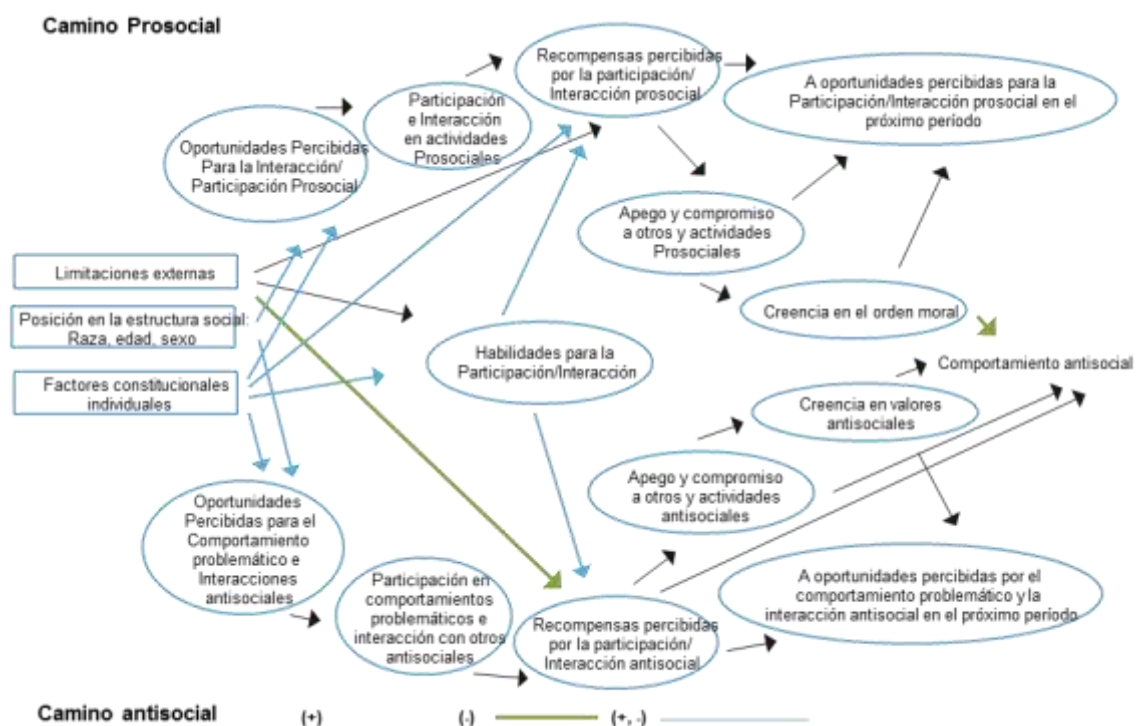 Camino Prosocial
Recompensas percibidas
por la participación/
Interacción prosocial
A oportunidades percibidas para la
Participación/Interacción prosocial en el
próximo período
Participación
e Interacción
en actividades
Prosociales
Oportunidades Percibidas
Para la Interacción/
Participación Prosocial
Apego y compromiso
a otros y actividades
Prosociales
Limitaciones externas
Creencia en el orden moral
Posición en la estructura social:
Raza, edad, sexo
Habilidades para la
Participación/Interacción
Comportamiento antisocial
Factores constitucionales
individuales
Creencia en valores
antisociales
Apego y compromiso
a otros y actividades
antisociales
Oportunidades
Percibidas para el
Comportamiento
problemático e
Interacciones
antisociales
Participación en
comportamientos
problemáticos e
interacción con otros
antisociales
Recompensas percibidas
por la participación/
Interacción antisocial
A oportunidades percibidas por el
comportamiento problemático y la
interacción antisocial en el próximo período
Camino antisocial (+) (-) (+, -)